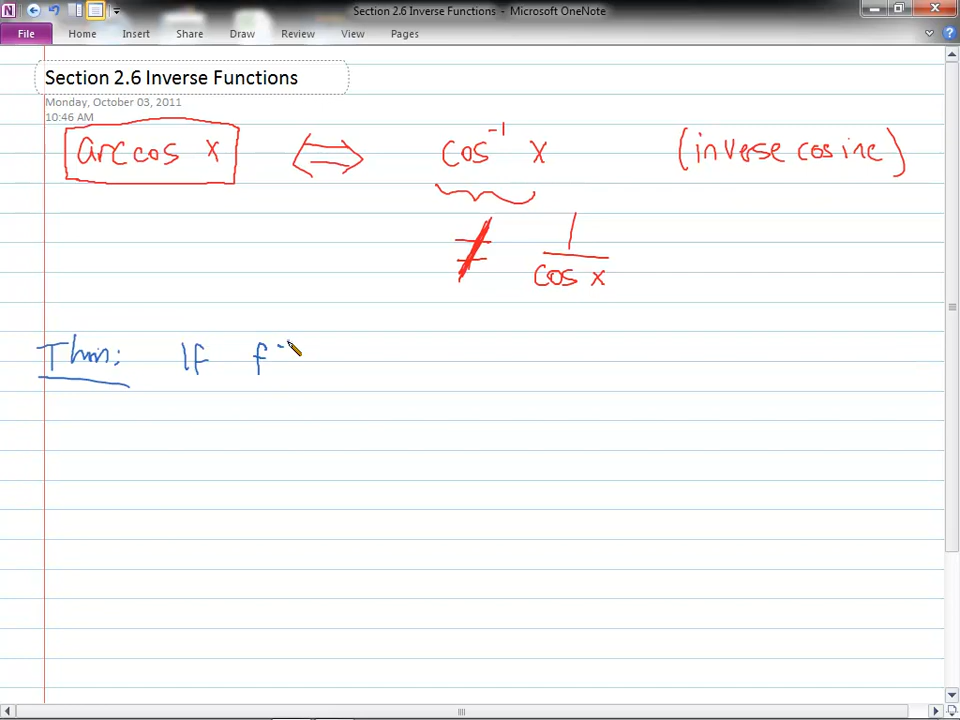 Section 2.6 Inverse Functions - Microsoft OneNote
File Home Insert Share Draw Review View Pages
Section 2.6 Inverse Functions
Monday, October 03, 2011
10:46 AM
arccos x ⟺ cos⁻¹ x (inverse cosine)
≠ 1/cos x
Thm: If f⁻